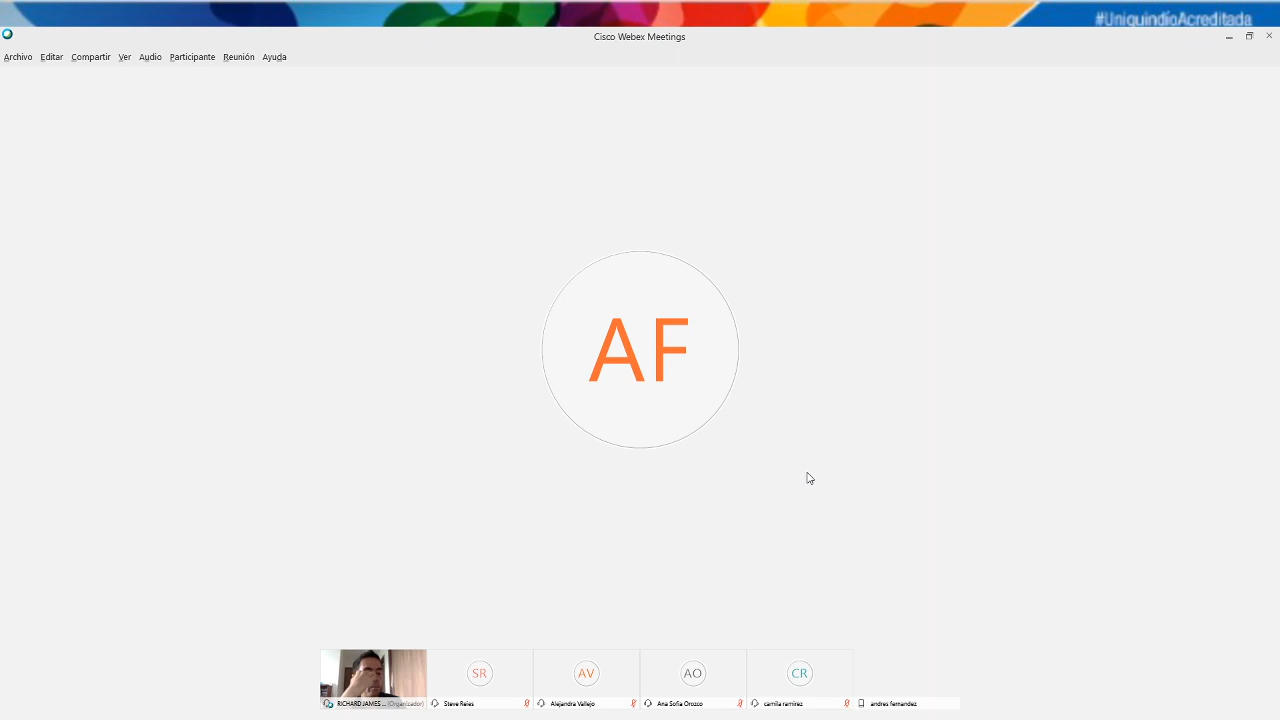 #UniquindíoAcreditada
Cisco Webex Meetings
Archivo Editar Compartir Ver Audio Participante Reunión Ayuda
AF
SR AV AO CR
RICHARD JAMES ... (Organizador) Steve Reies Alejandra Vallejo Ana Sofia Orozco camila ramirez andres fernandez